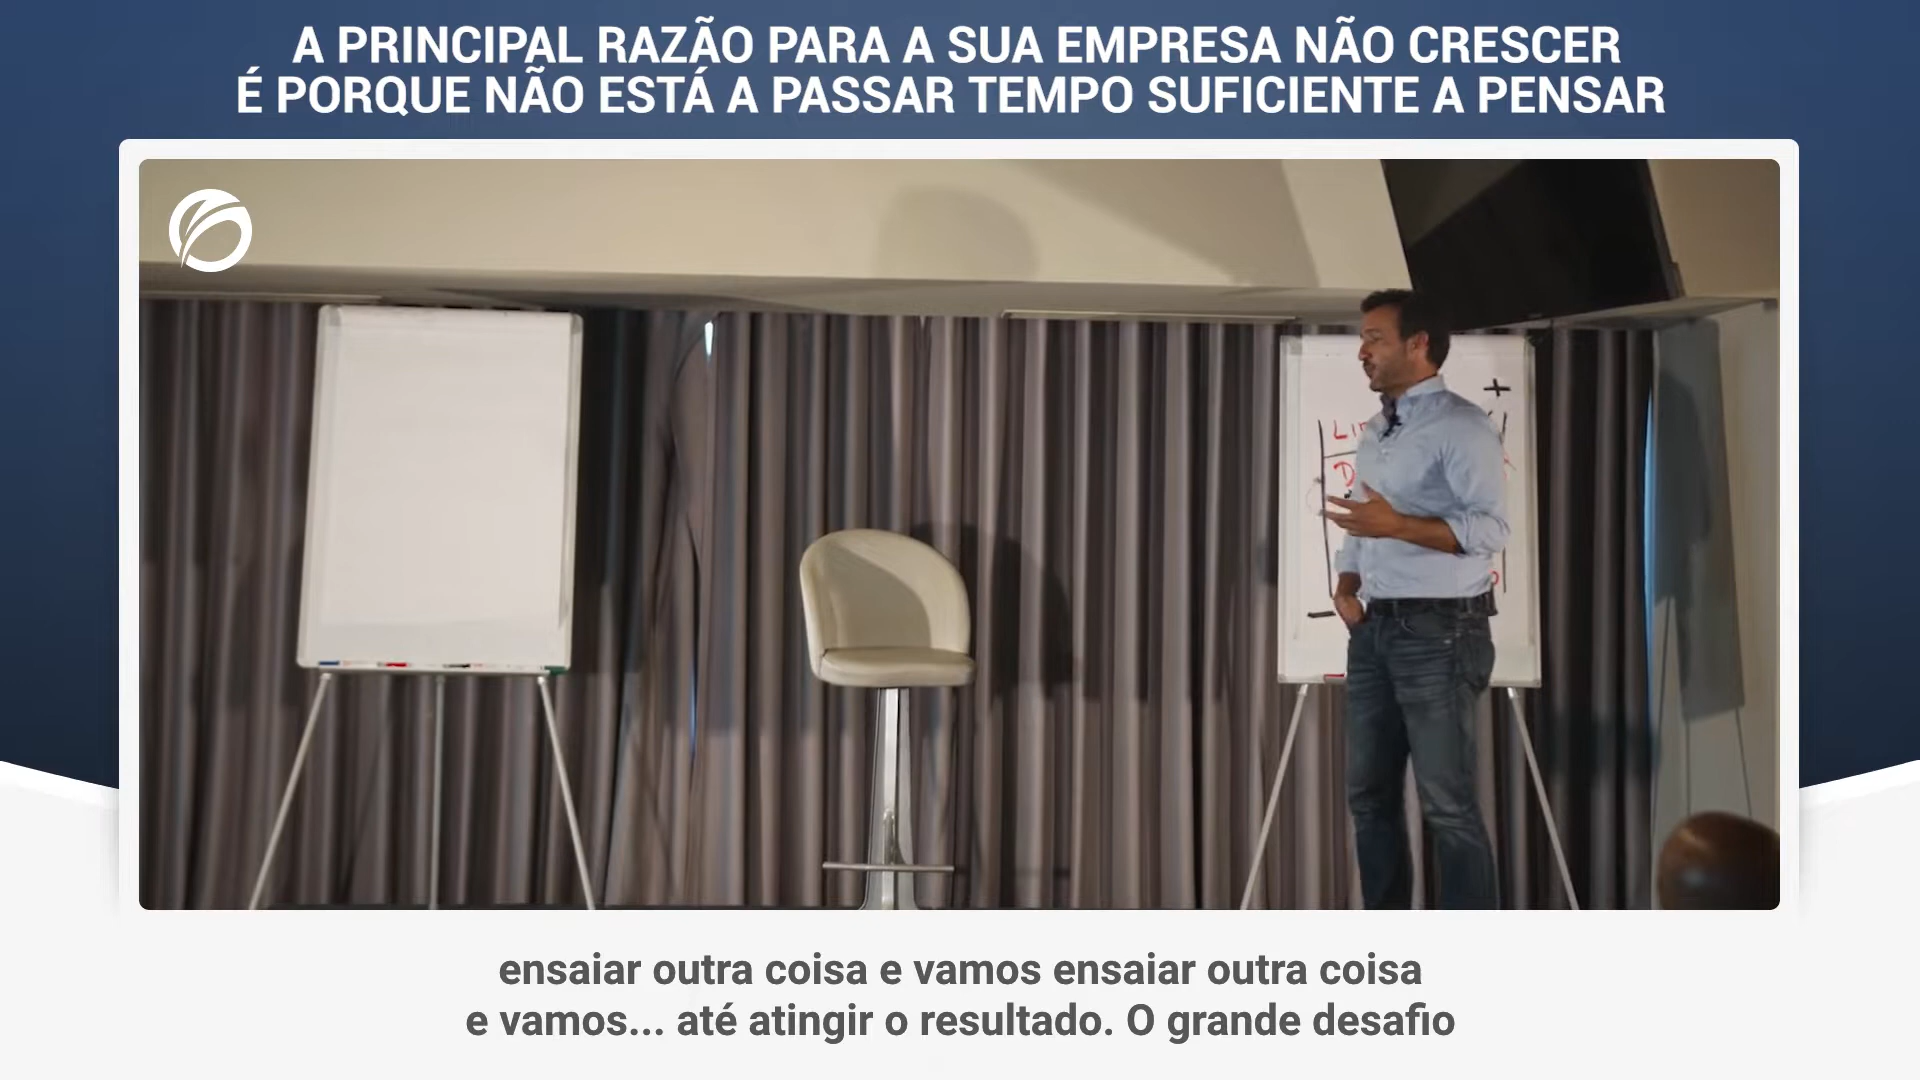 A PRINCIPAL RAZÃO PARA A SUA EMPRESA NÃO CRESCER
É PORQUE NÃO ESTÁ A PASSAR TEMPO SUFICIENTE A PENSAR
ensaiar outra coisa e vamos ensaiar outra coisa
e vamos... até atingir o resultado. O grande desafio